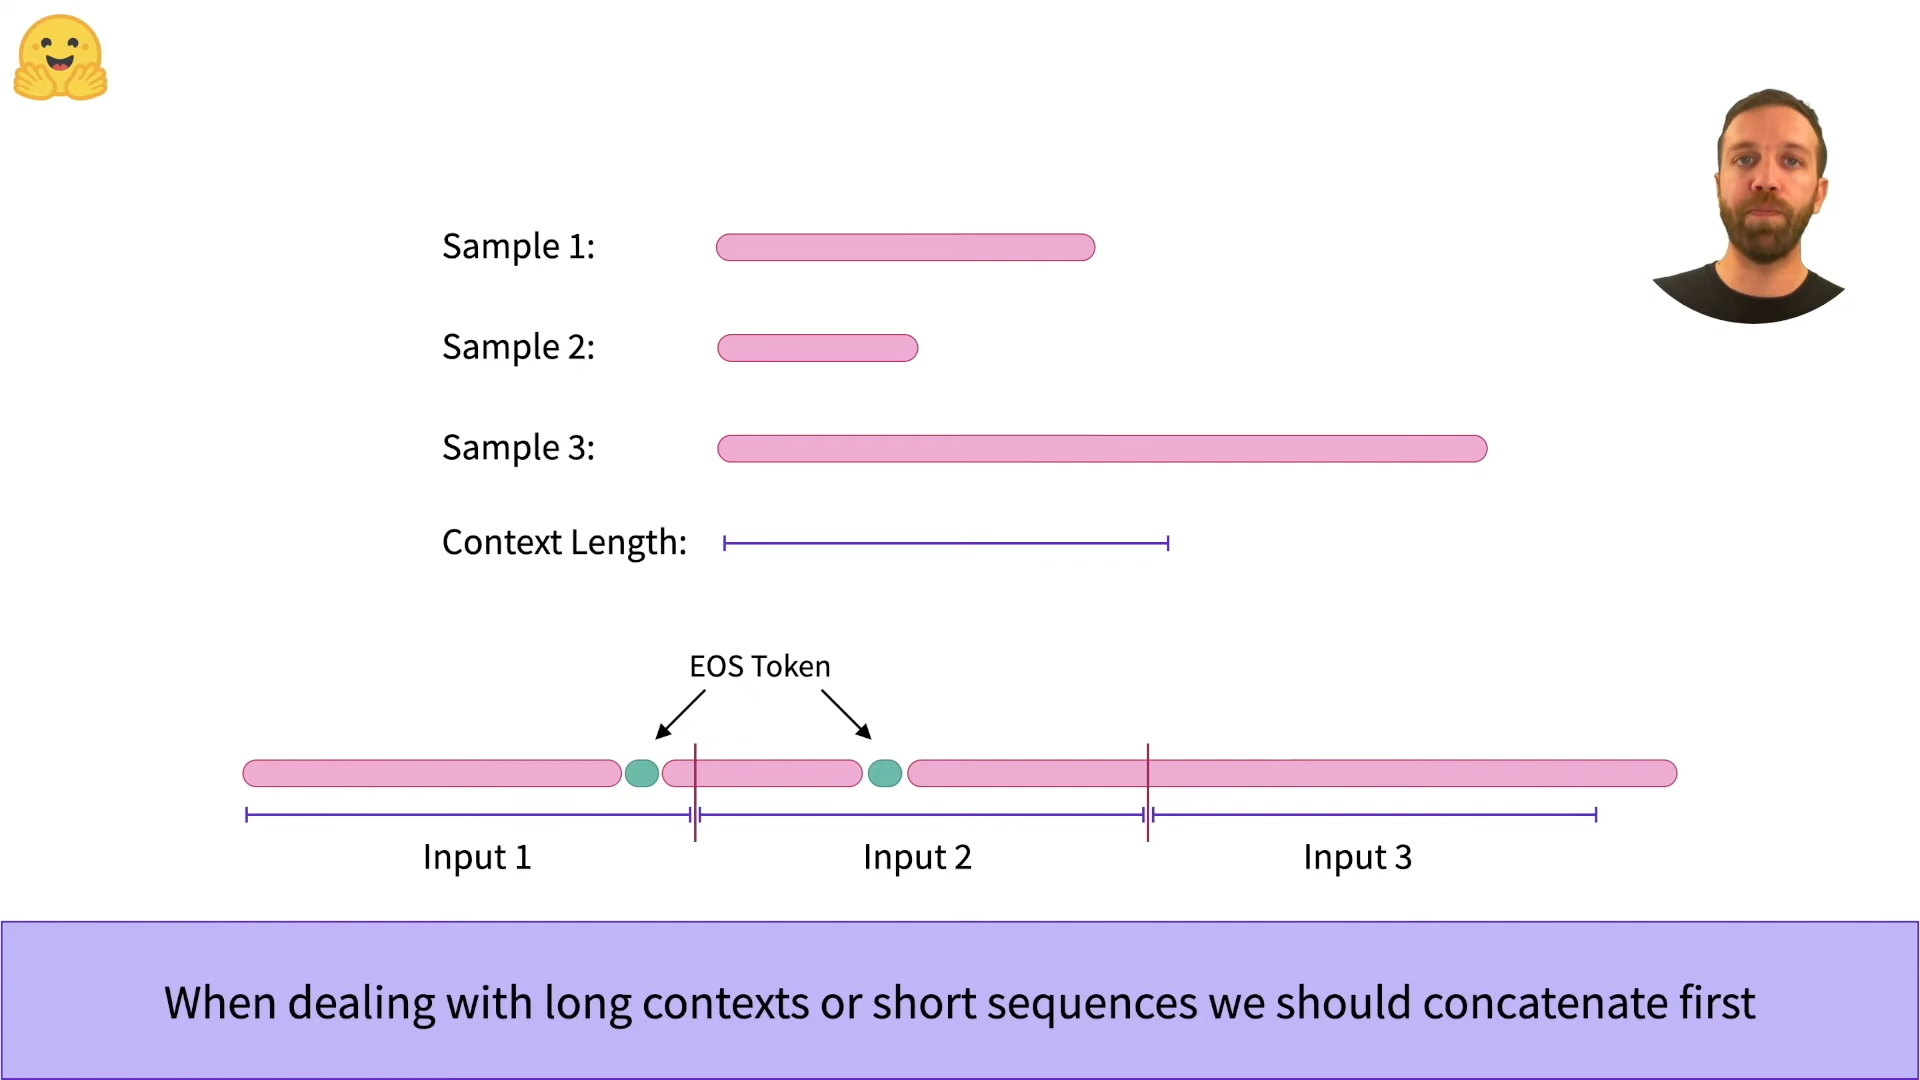 Sample 1:
Sample 2:
Sample 3:
Context Length:
EOS Token
Input 1
Input 2
Input 3
When dealing with long contexts or short sequences we should concatenate first